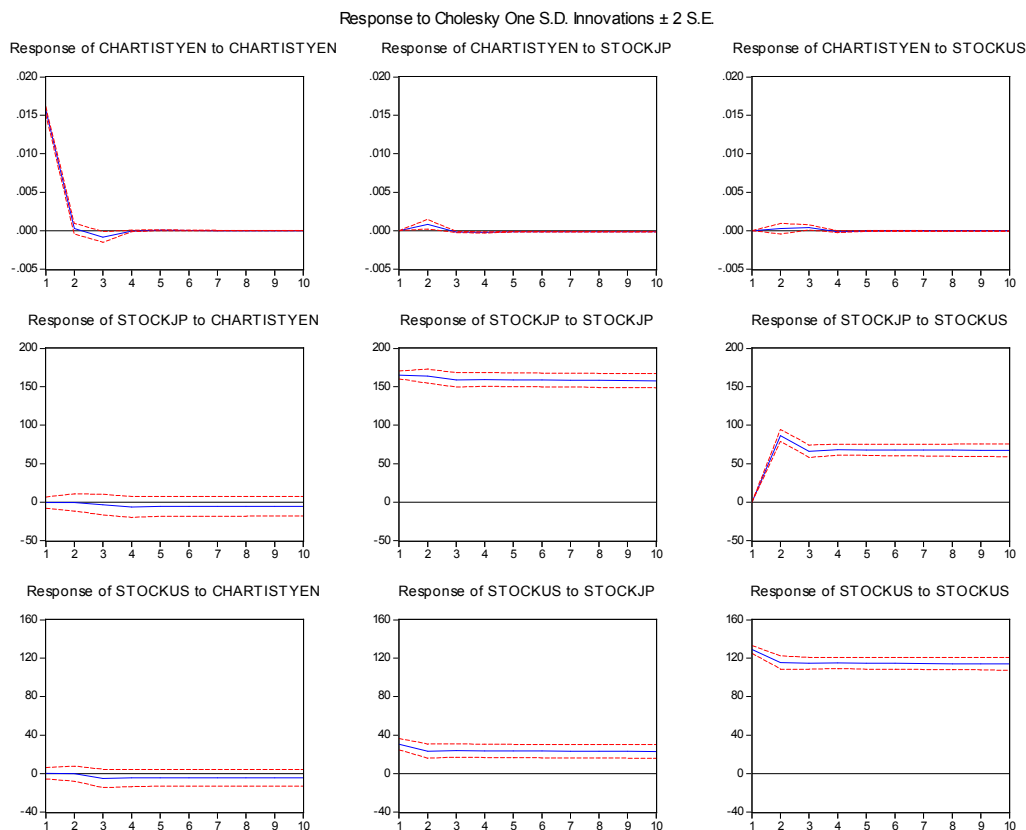 Response to Cholesky One S.D. Innovations ± 2 S.E.
Response of CHARTISTYEN to CHARTISTYEN
.020
.015
.010
.005
.000
-.005
1 2 3 4 5 6 7 8 9 10
Response of CHARTISTYEN to STOCKJP
.020
.015
.010
.005
.000
-.005
1 2 3 4 5 6 7 8 9 10
Response of CHARTISTYEN to STOCKUS
.020
.015
.010
.005
.000
-.005
1 2 3 4 5 6 7 8 9 10
Response of STOCKJP to CHARTISTYEN
200
150
100
50
0
-50
1 2 3 4 5 6 7 8 9 10
Response of STOCKJP to STOCKJP
200
150
100
50
0
-50
1 2 3 4 5 6 7 8 9 10
Response of STOCKJP to STOCKUS
200
150
100
50
0
-50
1 2 3 4 5 6 7 8 9 10
Response of STOCKUS to CHARTISTYEN
160
120
80
40
0
-40
1 2 3 4 5 6 7 8 9 10
Response of STOCKUS to STOCKJP
160
120
80
40
0
-40
1 2 3 4 5 6 7 8 9 10
Response of STOCKUS to STOCKUS
160
120
80
40
0
-40
1 2 3 4 5 6 7 8 9 10